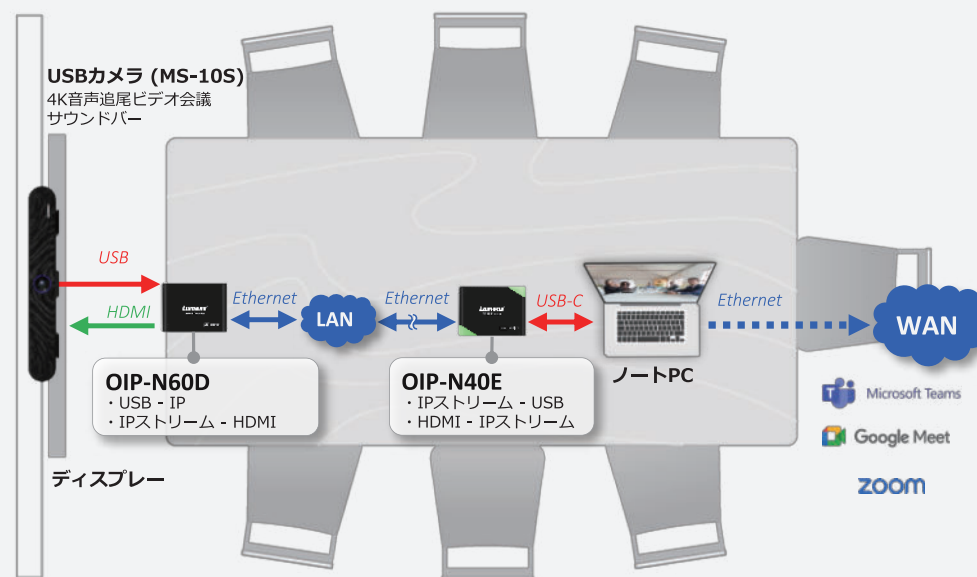 USBカメラ (MS-10S)
4K音声追尾ビデオ会議
サウンドバー
USB
HDMI
Ethernet
LAN
Ethernet
USB-C
Ethernet
WAN
Lumens
OIP-N60D
・USB - IP
・IPストリーム - HDMI
OIP-N40E
・IPストリーム - USB
・HDMI - IPストリーム
ノートPC
ディスプレー
Microsoft Teams
Google Meet
zoom